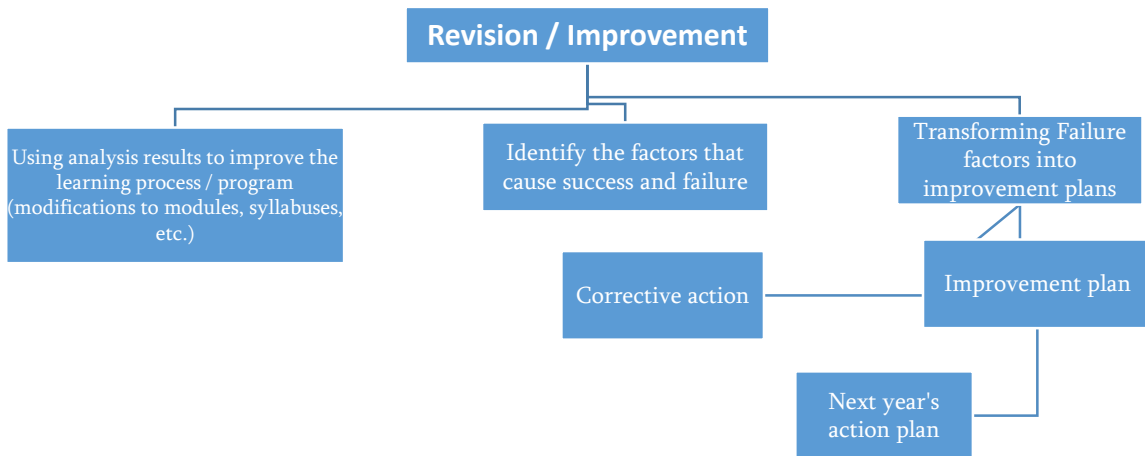 Revision / Improvement
Using analysis results to improve the
learning process / program
(modifications to modules, syllabuses,
etc.)
Identify the factors that
cause success and failure
Transforming Failure
factors into
improvement plans
Corrective action
Improvement plan
Next year's
action plan